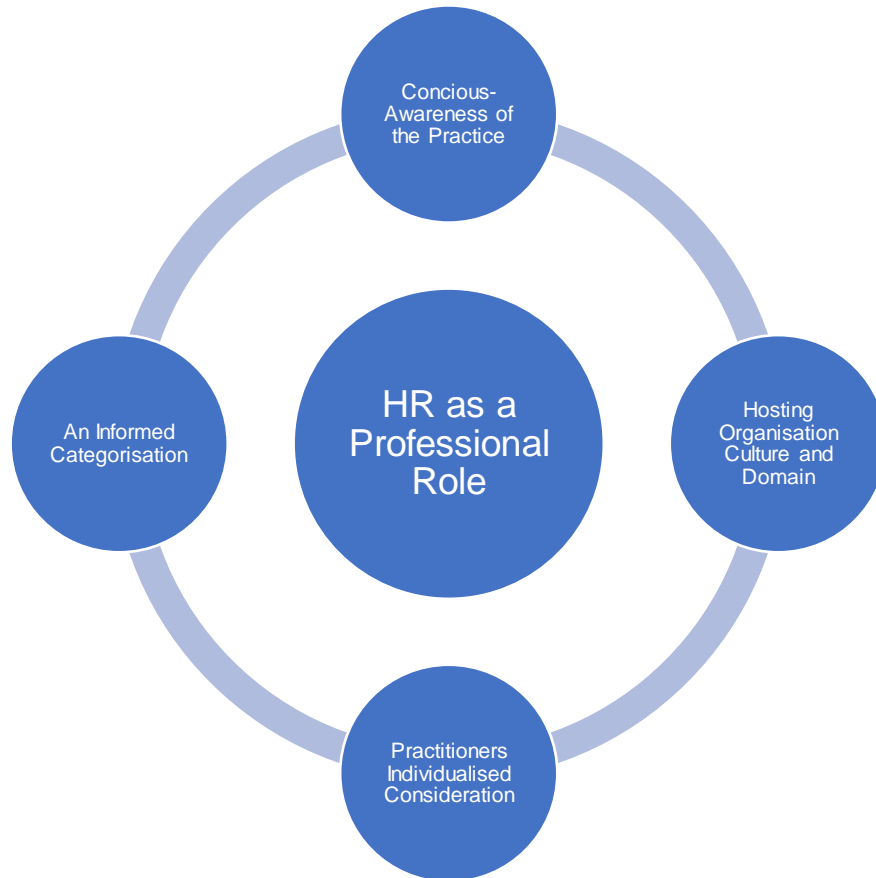 Concious-
Awareness of
the Practice
HR as a
Professional
Role
An Informed
Categorisation
Hosting
Organisation
Culture and
Domain
Practitioners
Individualised
Consideration